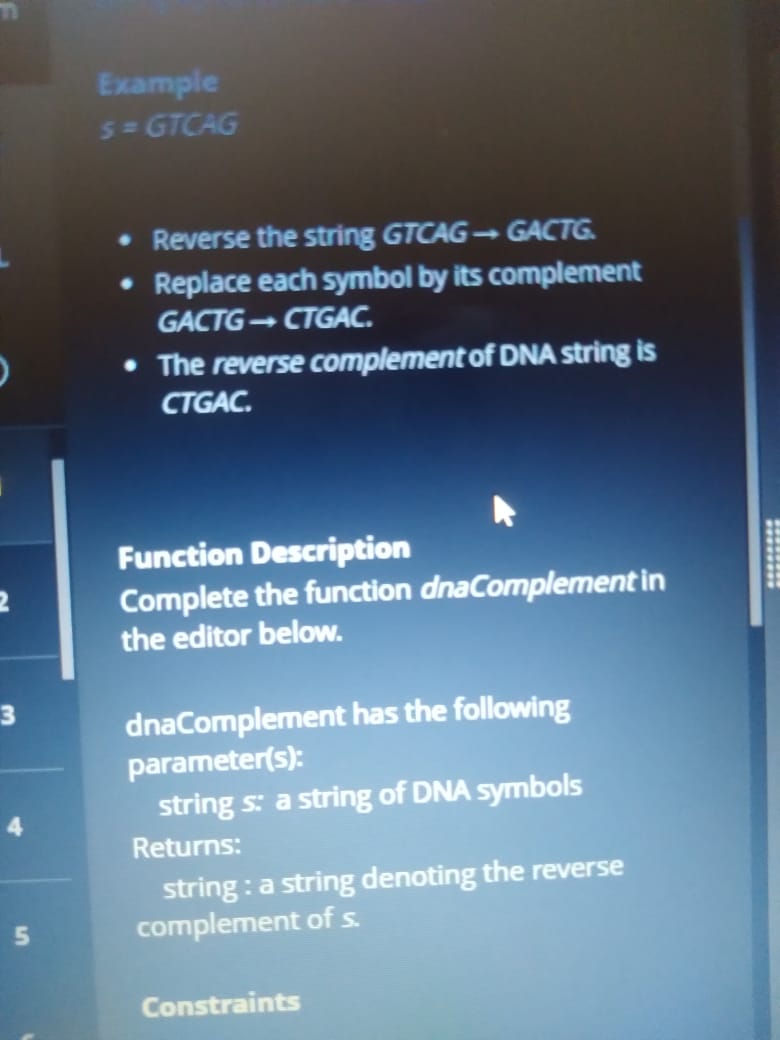 Example
s = GTCAG
• Reverse the string GTCAG → GACTG.
• Replace each symbol by its complement
GACTG → CTGAC.
• The reverse complement of DNA string is
CTGAC.
Function Description
Complete the function dnaComplement in
the editor below.
2
dnaComplement has the following
3
parameter(s):
string s: a string of DNA symbols
4
Returns:
string : a string denoting the reverse
complement of s.
5
Constraints